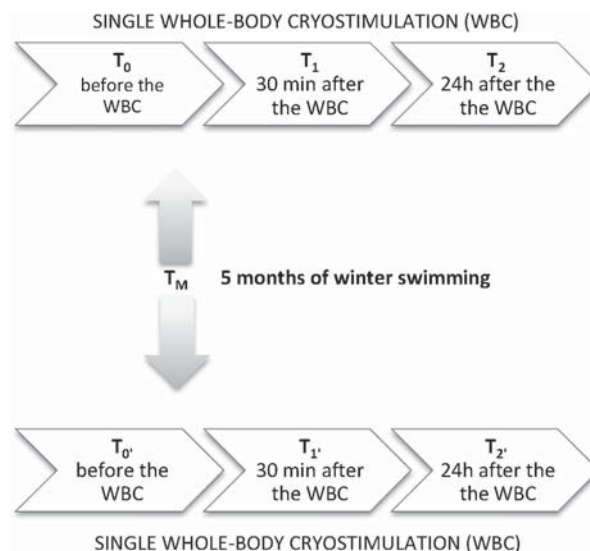 SINGLE WHOLE-BODY CRYOSTIMULATION (WBC)
T0
before the
WBC
T1
30 min after
the WBC
T2
24h after the
the WBC
TM 5 months of winter swimming
T0'
before the
WBC
T1'
30 min after
the WBC
T2'
24h after the
the WBC
SINGLE WHOLE-BODY CRYOSTIMULATION (WBC)